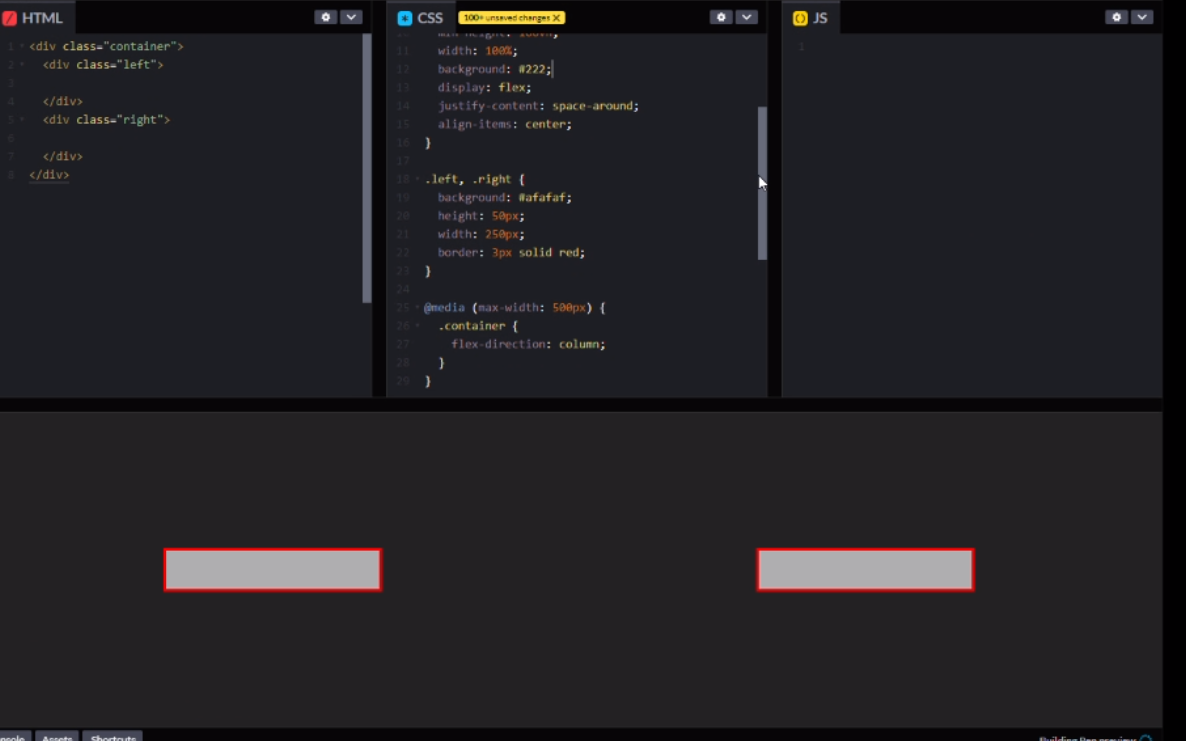 HTML
1 <div class="container">
2 <div class="left">
3
4 </div>
5 <div class="right">
6
7 </div>
8 </div>
CSS 100+ unsaved changes X
10 min-height: 100vh;
11 width: 100%;
12 background: #222;
13 display: flex;
14 justify-content: space-around;
15 align-items: center;
16 }
17
18 .left, .right {
19 background: #afafaf;
20 height: 50px;
21 width: 250px;
22 border: 3px solid red;
23 }
24
25 @media (max-width: 500px) {
26 .container {
27 flex-direction: column;
28 }
29 }
JS
1
nsole Assets Shortcuts
Building Pen preview